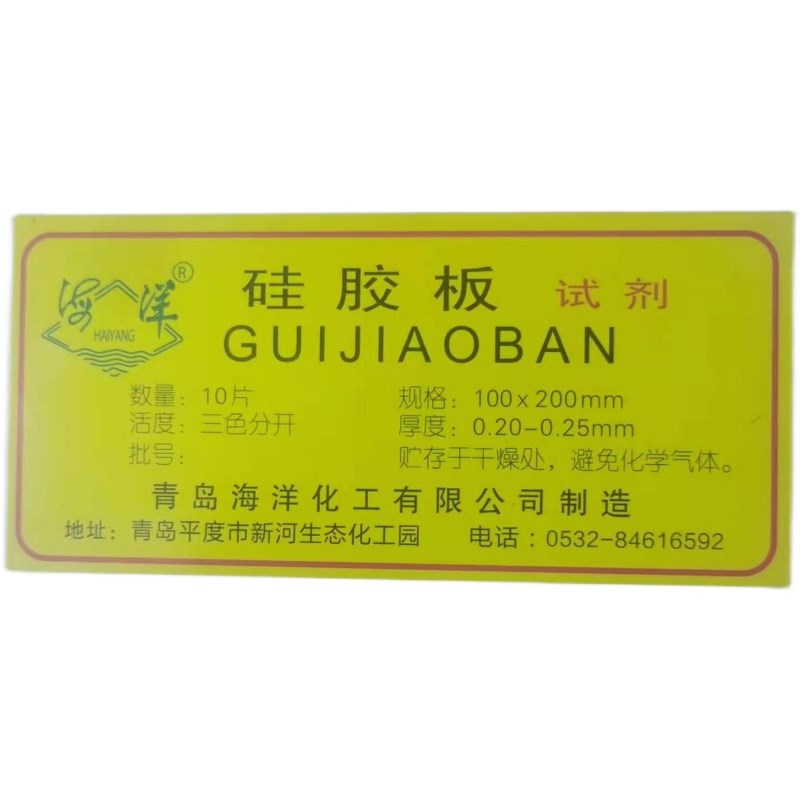 海洋®
HAIYANG
硅胶板 试剂
GUIJIAOBAN
数量：10片 规格：100x200mm
活度：三色分开 厚度：0.20-0.25mm
批号： 贮存于干燥处，避免化学气体。
青岛海洋化工有限公司制造
地址：青岛平度市新河生态化工园 电话：0532-84616592